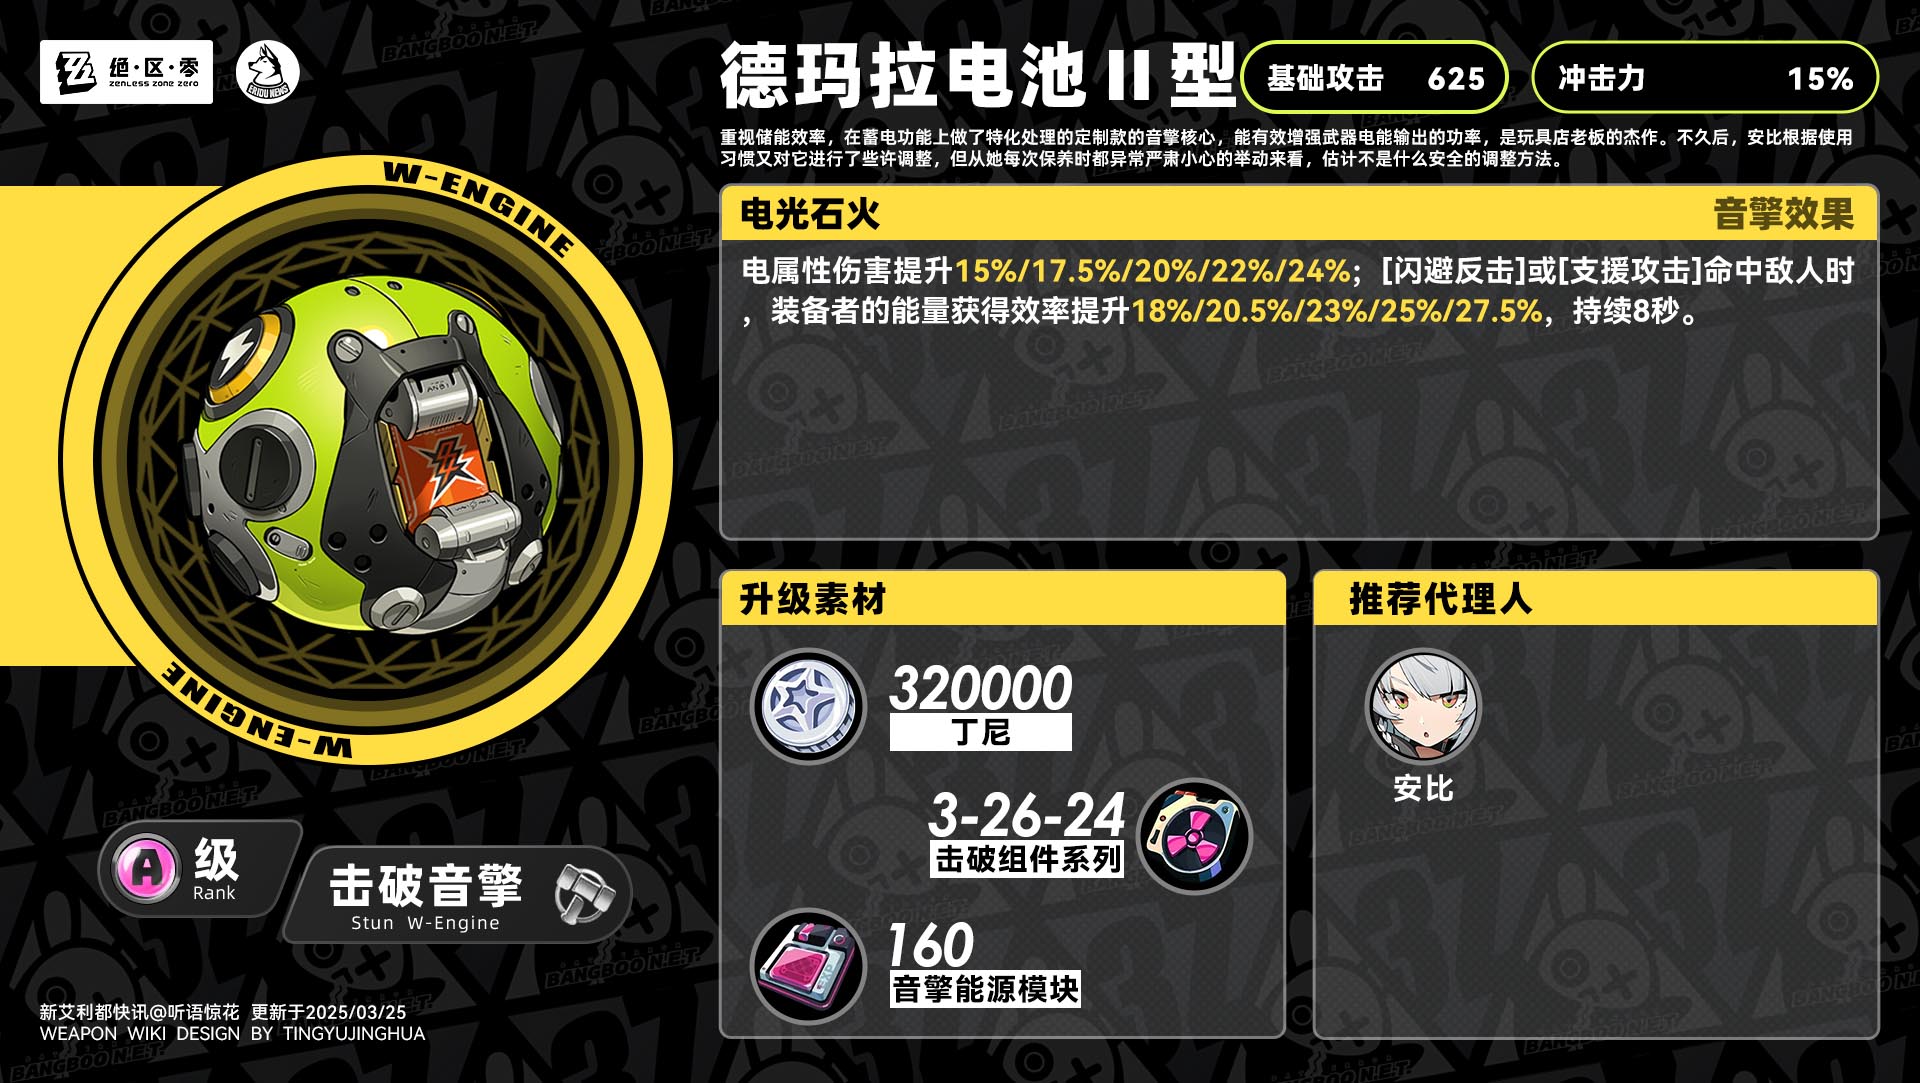 绝·区·零
ZENLESS ZONE ZERO
ERIDU NEWS
德玛拉电池Ⅱ型
基础攻击 625
冲击力 15%
重视储能效率，在蓄电功能上做了特化处理的定制款的音擎核心，能有效增强武器电能输出的功率，是玩具店老板的杰作。不久后，安比根据使用
习惯又对它进行了些许调整，但从她每次保养时都异常严肃小心的举动来看，估计不是什么安全的调整方法。
W-ENGINE
W-ENGINE
电光石火 音擎效果
电属性伤害提升15%/17.5%/20%/22%/24%；[闪避反击]或[支援攻击]命中敌人时
，装备者的能量获得效率提升18%/20.5%/23%/25%/27.5%，持续8秒。
升级素材
320000
丁尼
3-26-24
击破组件系列
160
音擎能源模块
推荐代理人
安比
A 级
Rank
击破音擎
Stun W-Engine
新艾利都快讯@听语惊花 更新于2025/03/25
WEAPON WIKI DESIGN BY TINGYUJINGHUA